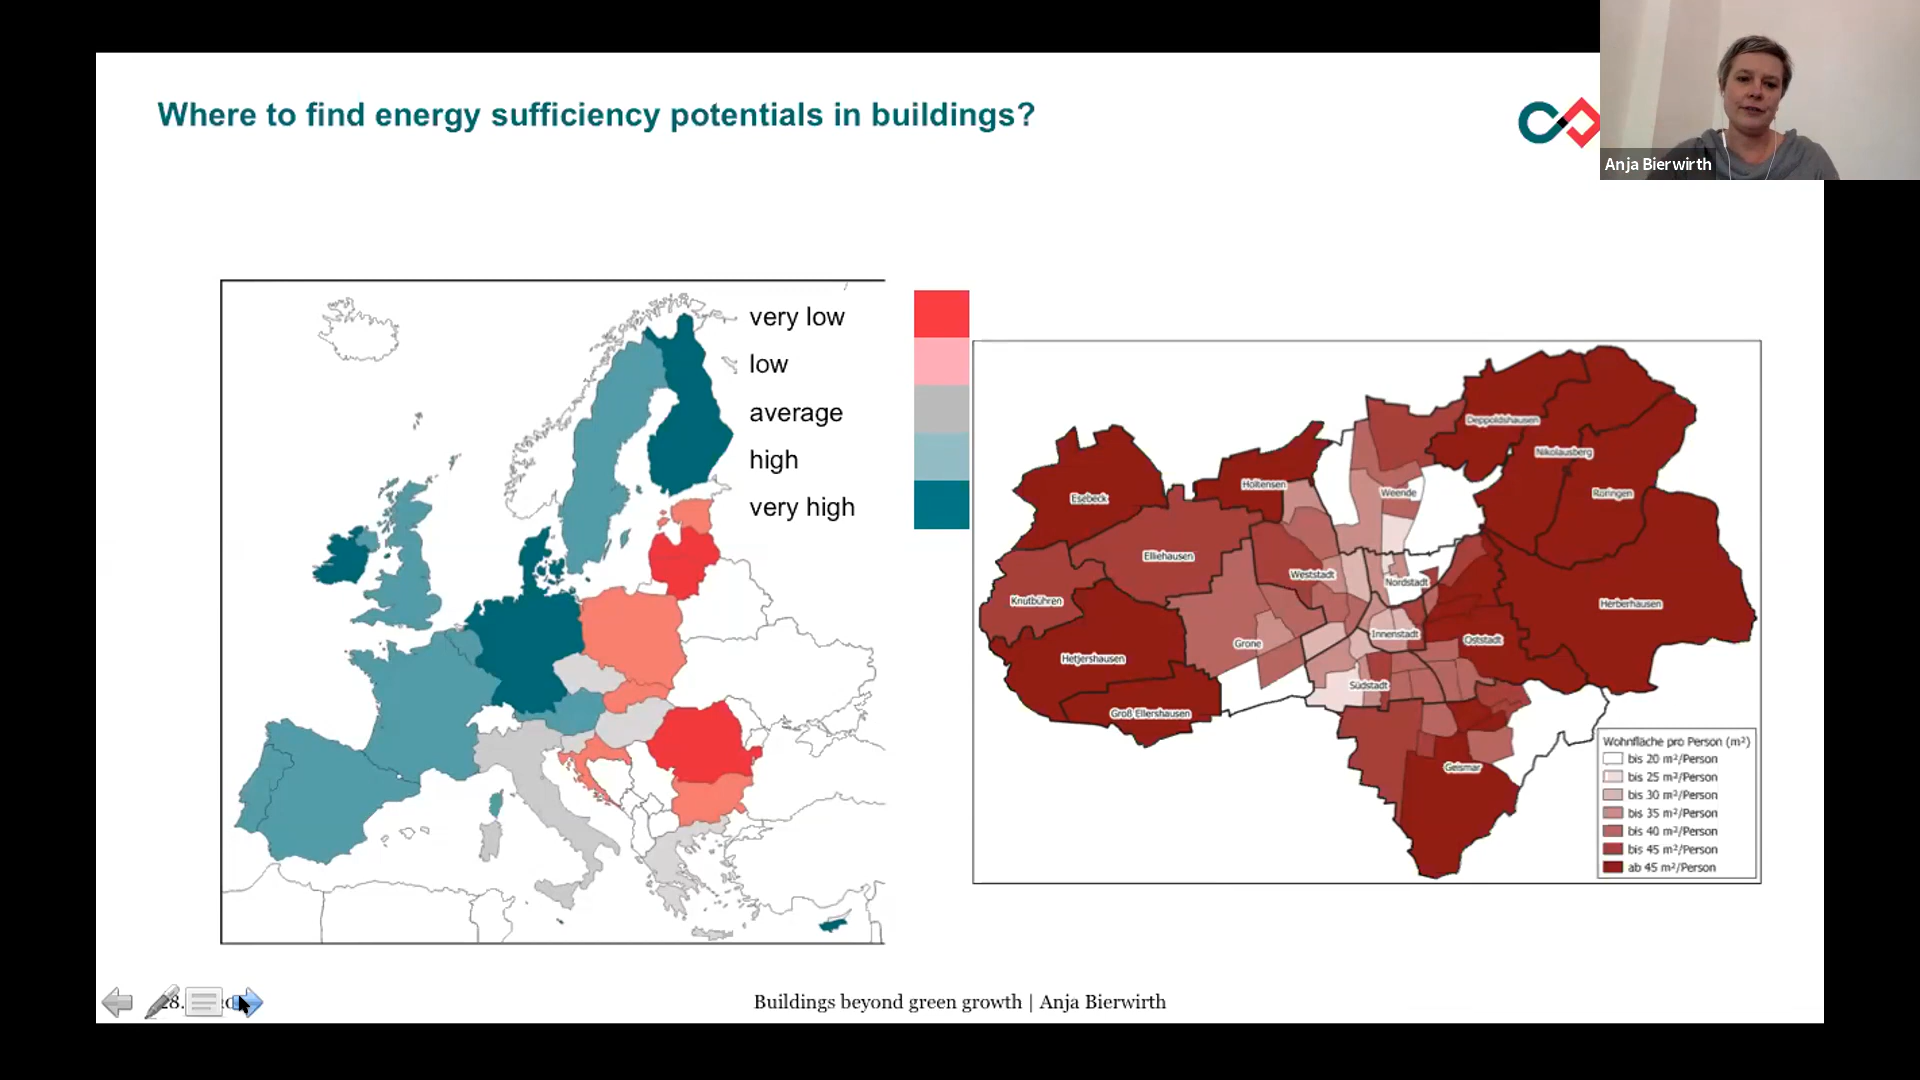 Where to find energy sufficiency potentials in buildings?
Anja Bierwirth
very low
low
average
high
very high
Deppoldshausen
Nikolausberg
Holtensen
Weende
Roringen
Esebeck
Elliehausen
Weststadt
Nordstadt
Knutbühren
Herberhausen
Innenstadt
Grone
Oststadt
Hetjershausen
Südstadt
Groß Ellershausen
Geismar
Wohnfläche pro Person (m²)
bis 20 m²/Person
bis 25 m²/Person
bis 30 m²/Person
bis 35 m²/Person
bis 40 m²/Person
bis 45 m²/Person
ab 45 m²/Person
Buildings beyond green growth | Anja Bierwirth